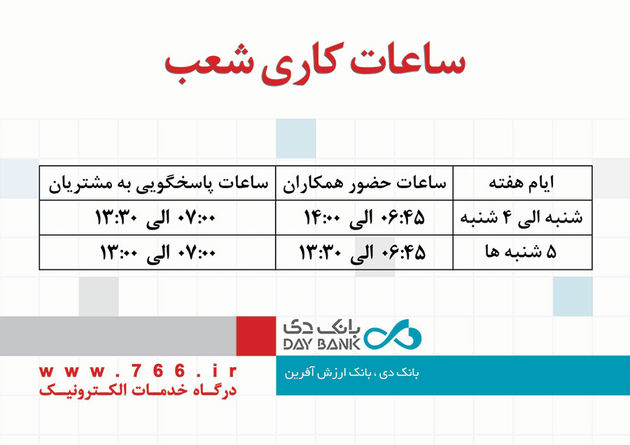 ساعات کاری شعب
ایام هفته ساعات حضور همکاران ساعات پاسخگویی به مشتریان
شنبه الی ۴ شنبه ۰۶:۴۵ الی ۱۴:۰۰ ۰۷:۰۰ الی ۱۳:۳۰
۵ شنبه ها ۰۶:۴۵ الی ۱۳:۳۰ ۰۷:۰۰ الی ۱۳:۰۰
بانک دی
DAY BANK
بانک دی ، بانک ارزش آفرین
www.766.ir
درگاه خدمات الکترونیک